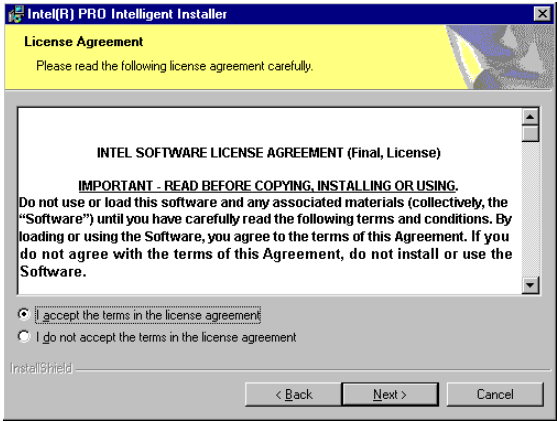 Intel(R) PRO Intelligent Installer
License Agreement
Please read the following license agreement carefully.
INTEL SOFTWARE LICENSE AGREEMENT (Final, License)
IMPORTANT - READ BEFORE COPYING, INSTALLING OR USING.
Do not use or load this software and any associated materials (collectively, the
“Software”) until you have carefully read the following terms and conditions. By
loading or using the Software, you agree to the terms of this Agreement. If you
do not agree with the terms of this Agreement, do not install or use the
Software.
I accept the terms in the license agreement
I do not accept the terms in the license agreement
InstallShield
< Back
Next >
Cancel